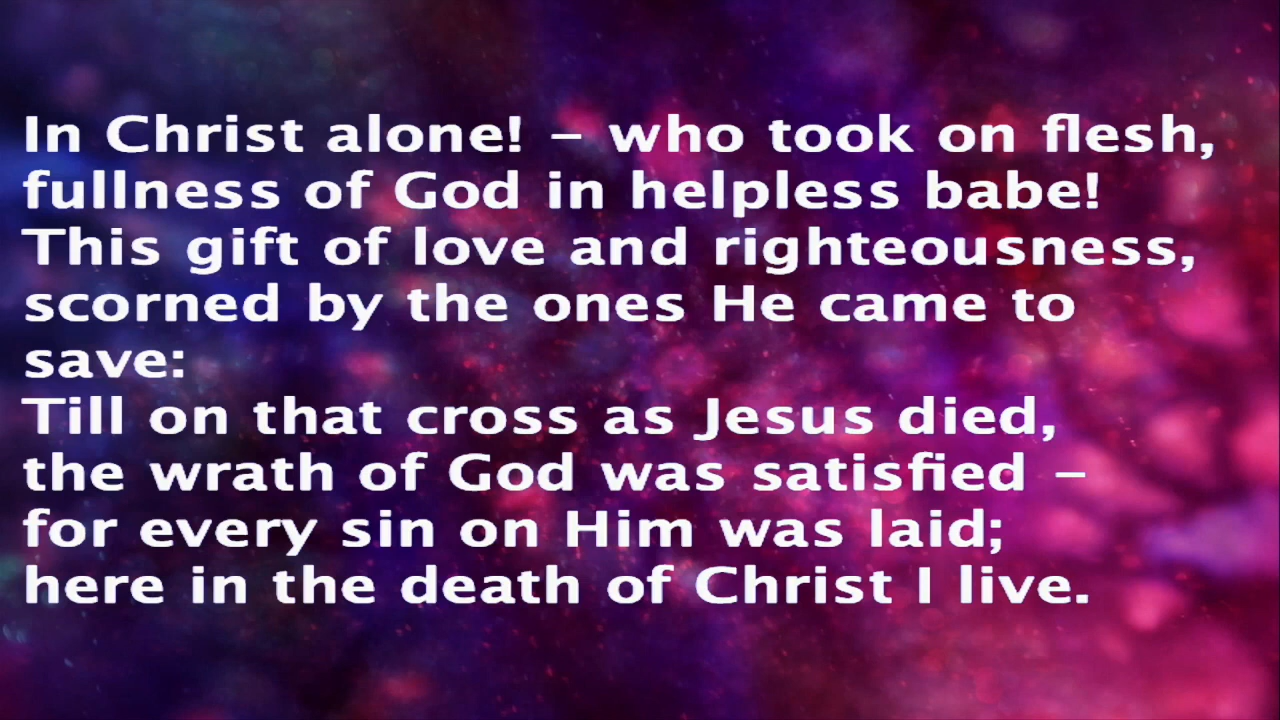 In Christ alone! – who took on flesh,
fullness of God in helpless babe!
This gift of love and righteousness,
scorned by the ones He came to
save:
Till on that cross as Jesus died,
the wrath of God was satisfied –
for every sin on Him was laid;
here in the death of Christ I live.